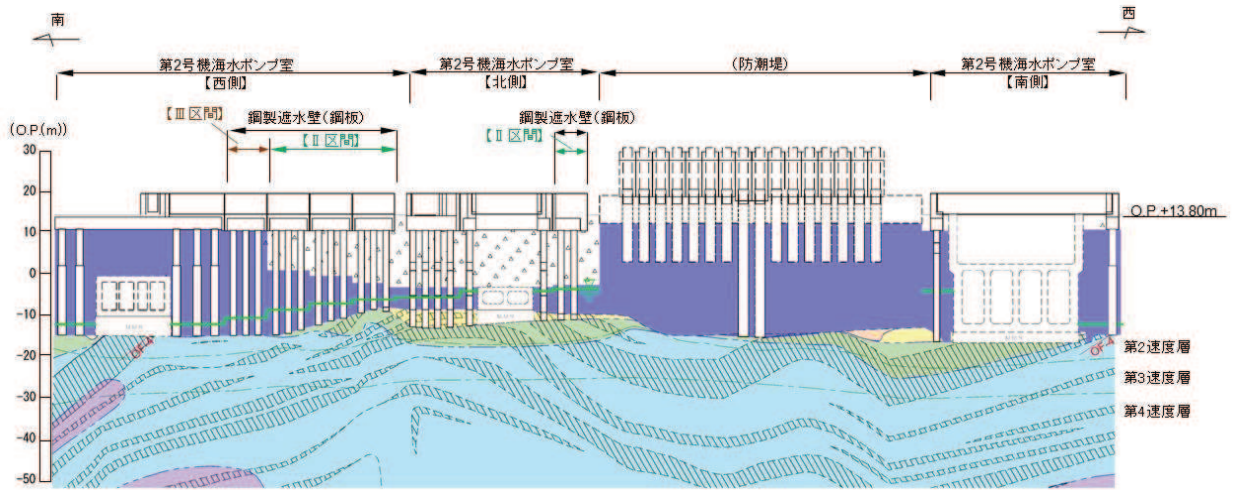 南
西
第2号機海水ポンプ室
【西側】
第2号機海水ポンプ室
【北側】
(防潮堤)
第2号機海水ポンプ室
【南側】
【Ⅲ区間】
鋼製遮水壁(鋼板)
【Ⅱ区間】
鋼製遮水壁(鋼板)
【Ⅱ区間】
(O.P.(m))
30
20
10
0
-10
-20
-30
-40
-50
O.P.+13.80m
OF-4
OF-4
第2速度層
第3速度層
第4速度層